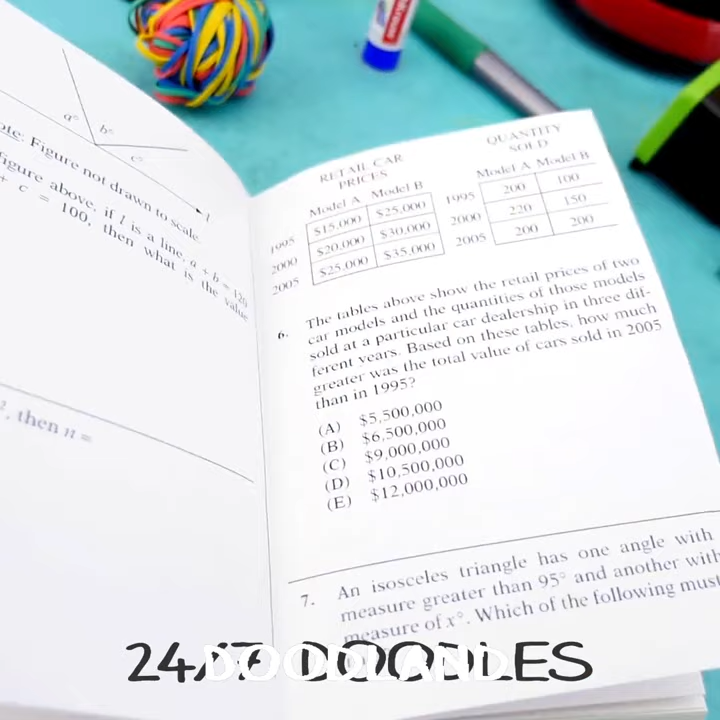 a° b°
c°
l
ote: Figure not drawn to scale.
figure above, if l is a line, a + b = 120
+ c = 100, then what is the value
, then n =
RETAIL CAR
PRICES
Model A Model B
1995 $15,000 $25,000
2000 $20,000 $30,000
2005 $25,000 $35,000
QUANTITY
SOLD
Model A Model B
1995 200 100
2000 220 150
2005 200 200
6. The tables above show the retail prices of two
car models and the quantities of those models
sold at a particular car dealership in three dif-
ferent years. Based on these tables, how much
greater was the total value of cars sold in 2005
than in 1995?
(A) $5,500,000
(B) $6,500,000
(C) $9,000,000
(D) $10,500,000
(E) $12,000,000
7. An isosceles triangle has one angle with
measure greater than 95° and another with
measure of x°. Which of the following must
DOODLES
DOODLAND